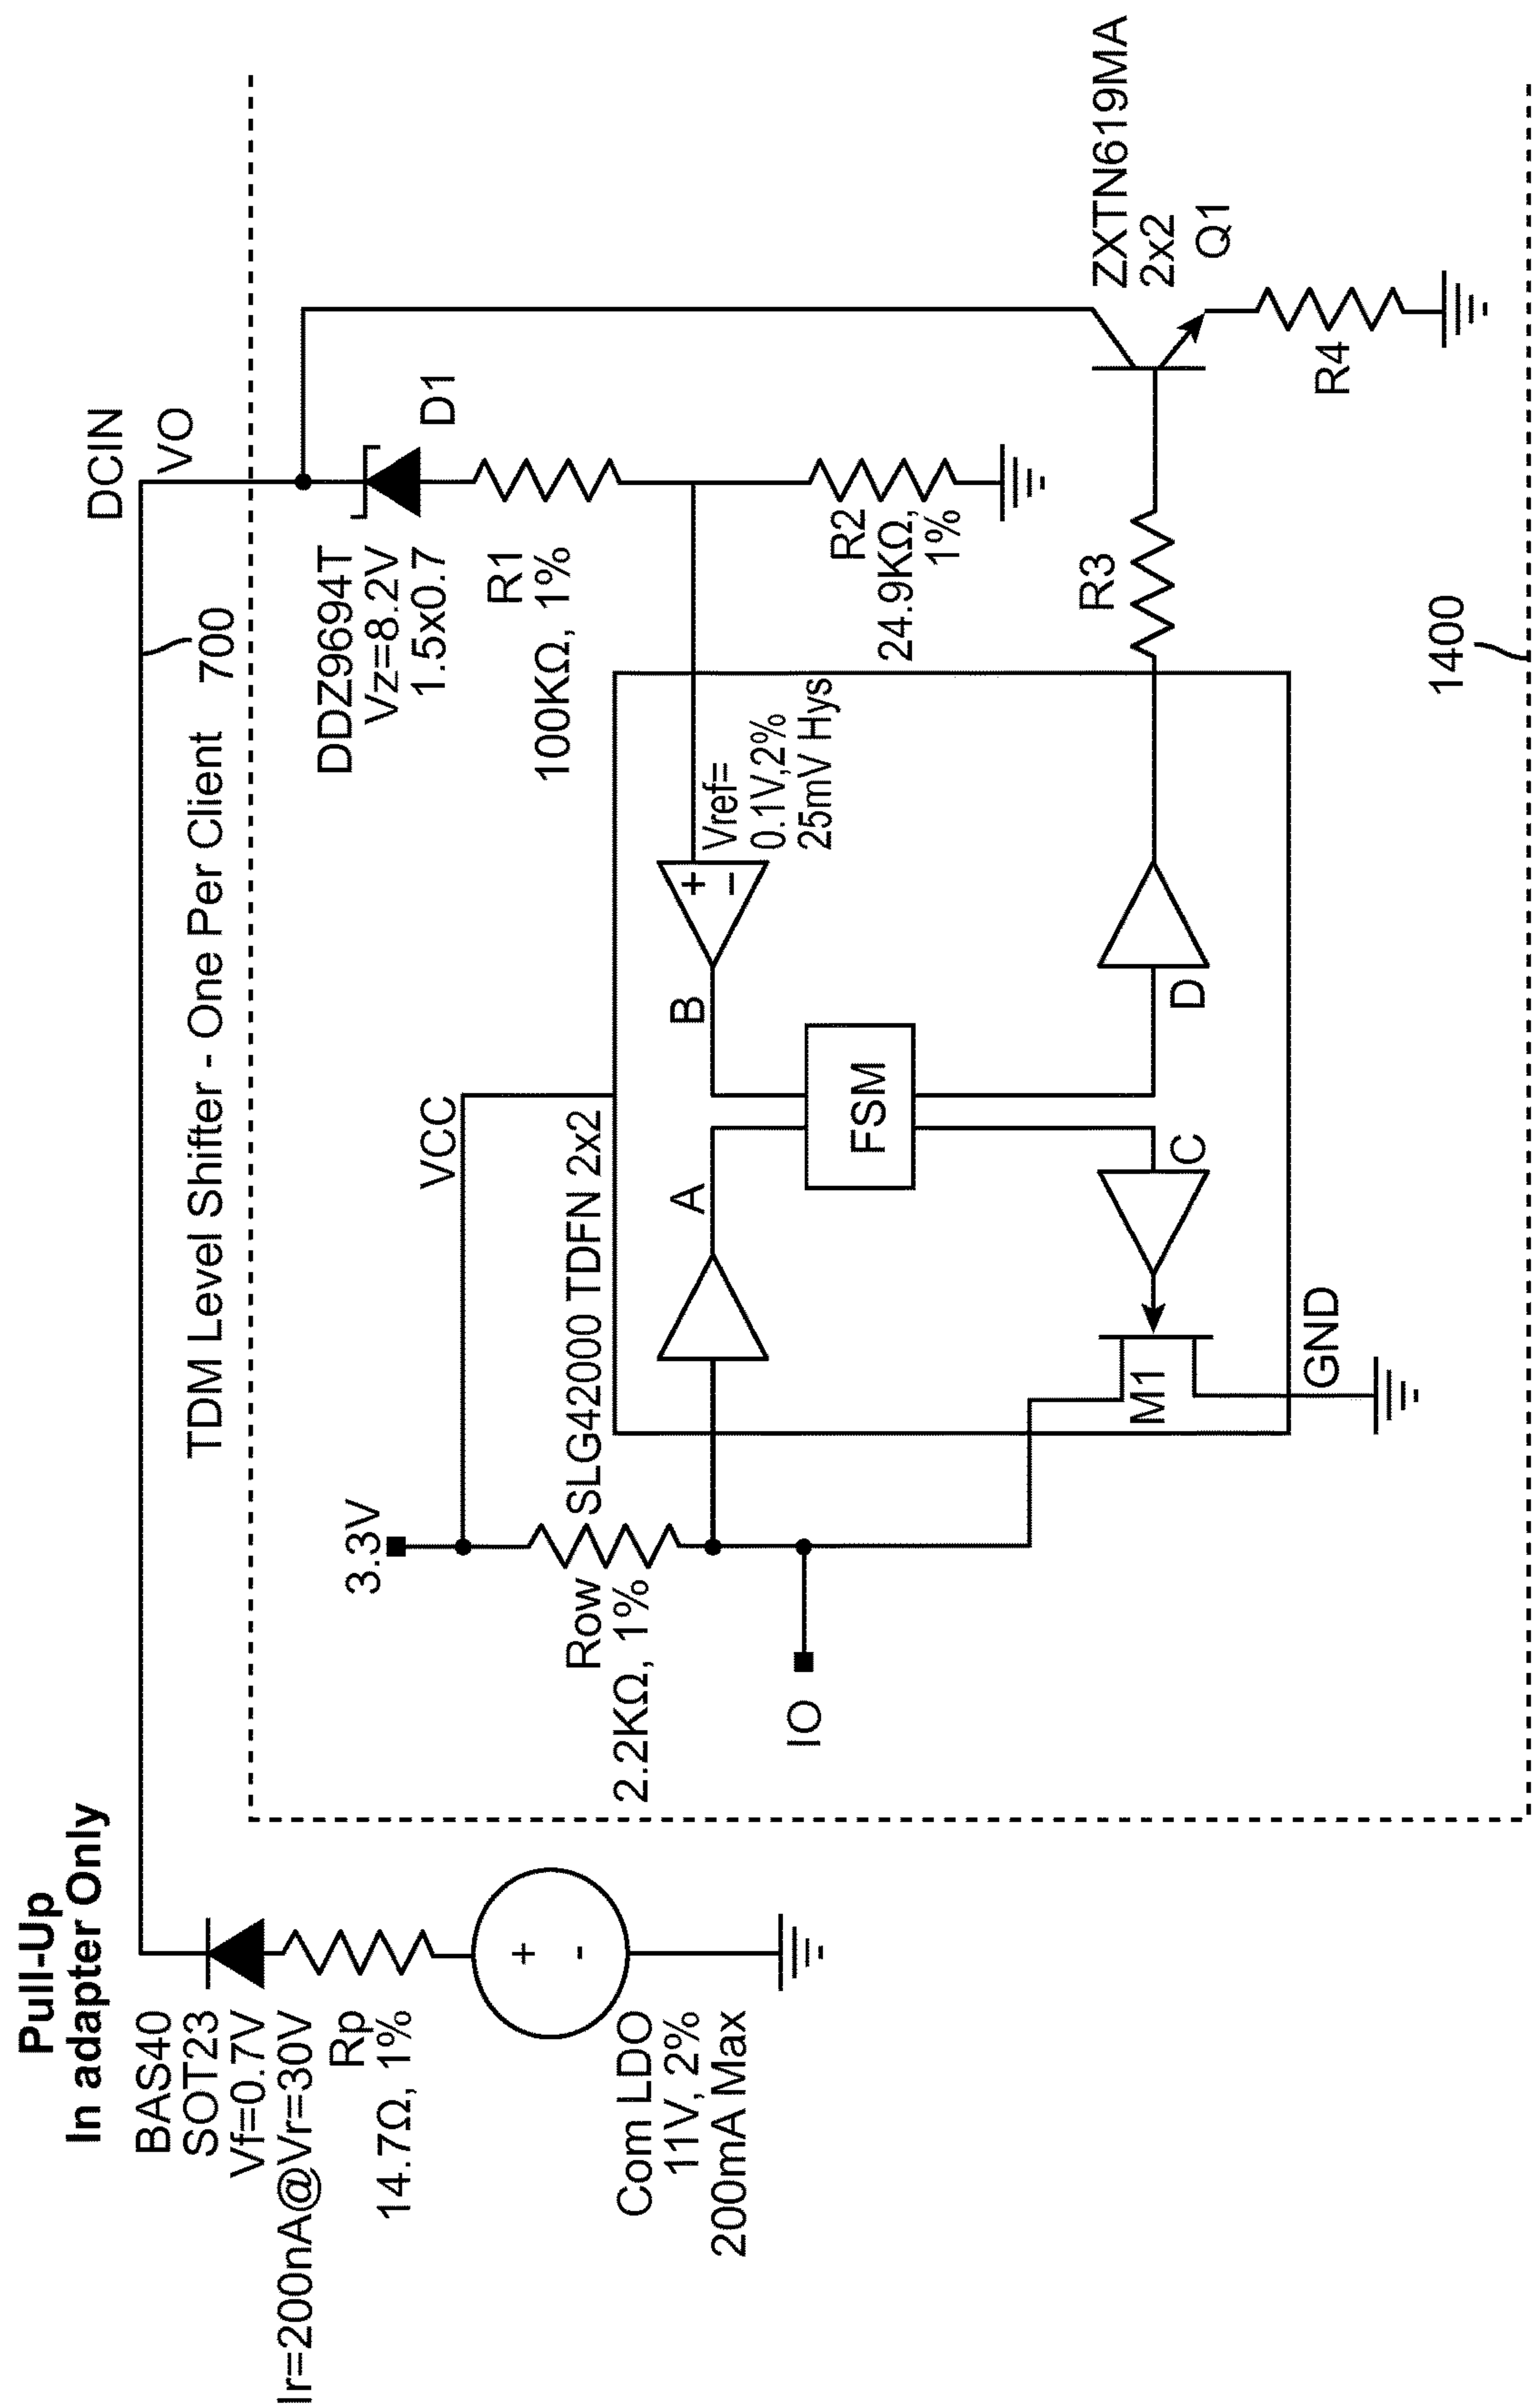 Pull-Up
In adapter Only
BAS40
SOT23
Vf=0.7V
Ir=200nA@Vr=30V
Rp
14.7Ω, 1%
+
-
Com LDO
11V, 2%
200mA Max
DCIN
VO
700
TDM Level Shifter - One Per Client
DDZ9694T
Vz=8.2V
1.5x0.7
D1
R1
100KΩ, 1%
R2
24.9KΩ,
1%
3.3V
VCC
Row
2.2KΩ, 1%
SLG42000 TDFN 2x2
IO
A
B
+
-
Vref=
0.1V,2%
25mV Hys
FSM
C
D
M1
GND
R3
ZXTN619MA
2x2
Q1
R4
1400